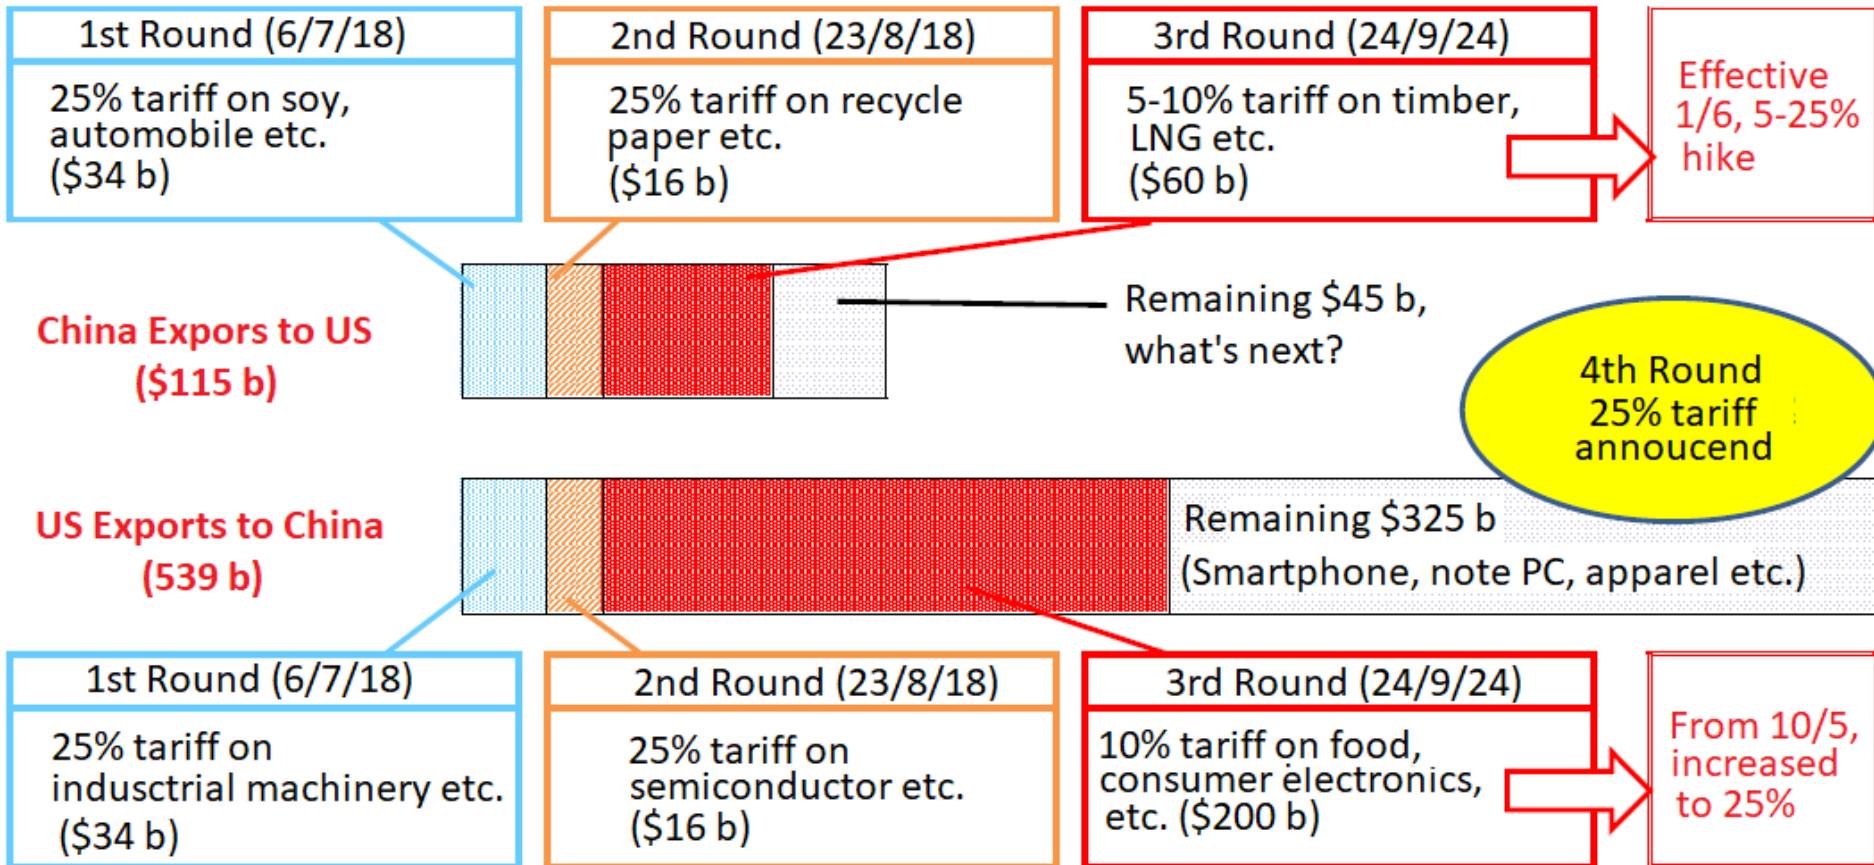 1st Round (6/7/18)
25% tariff on soy,
automobile etc.
($34 b)
2nd Round (23/8/18)
25% tariff on recycle
paper etc.
($16 b)
3rd Round (24/9/24)
5-10% tariff on timber,
LNG etc.
($60 b)
Effective
1/6, 5-25%
hike
China Expors to US
($115 b)
Remaining $45 b,
what's next?
4th Round
25% tariff
annoucend
US Exports to China
(539 b)
Remaining $325 b
(Smartphone, note PC, apparel etc.)
1st Round (6/7/18)
25% tariff on
indusctrial machinery etc.
($34 b)
2nd Round (23/8/18)
25% tariff on
semiconductor etc.
($16 b)
3rd Round (24/9/24)
10% tariff on food,
consumer electronics,
etc. ($200 b)
From 10/5,
increased
to 25%